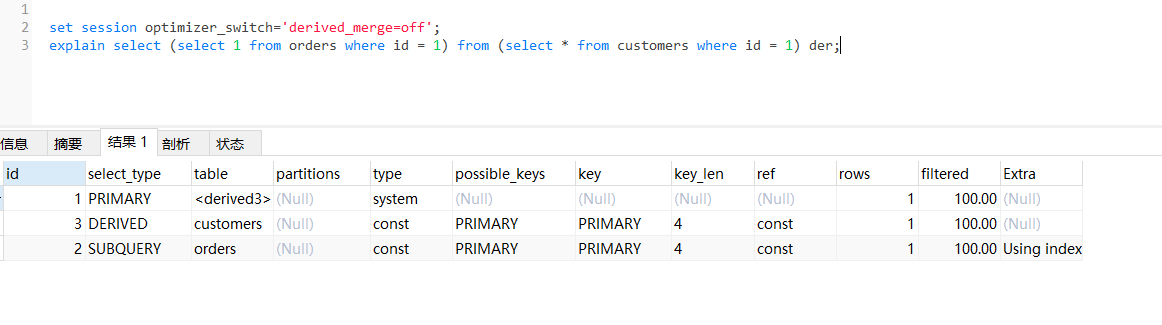 1
2 set session optimizer_switch='derived_merge=off';
3 explain select (select 1 from orders where id = 1) from (select * from customers where id = 1) der;
信息 摘要 结果 1 剖析 状态
id select_type table partitions type possible_keys key key_len ref rows filtered Extra
1 PRIMARY <derived3> (Null) system (Null) (Null) (Null) (Null) 1 100.00 (Null)
3 DERIVED customers (Null) const PRIMARY PRIMARY 4 const 1 100.00 (Null)
2 SUBQUERY orders (Null) const PRIMARY PRIMARY 4 const 1 100.00 Using index